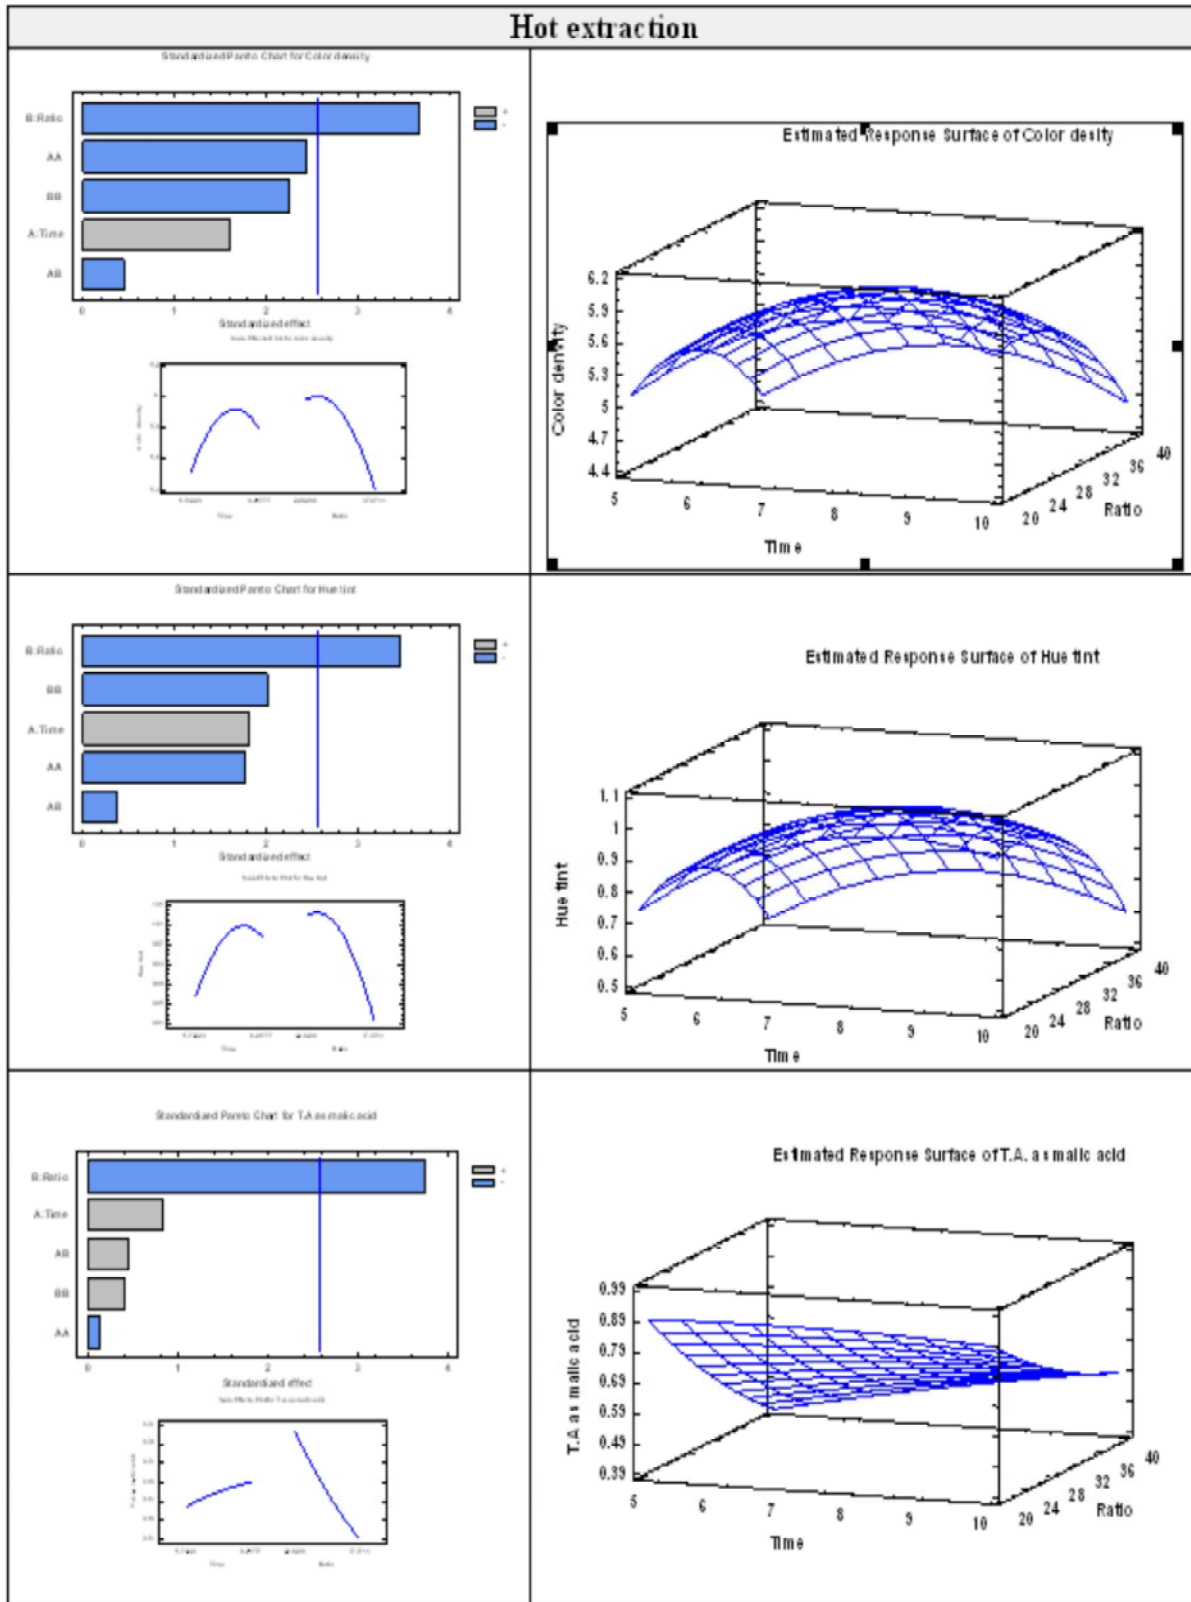 Hot extraction
Standardized Pareto Chart for Color density
B:Ratio
AA
BB
A:Time
AB
+
-
0 1 2 3 4
Standardized effect
Time Ratio
Estimated Response Surface of Color desity
Color density
6.2
5.9
5.6
5.3
5
4.7
4.4
5 6 7 8 9 10
Time
20 24 28 32 36 40
Ratio
Standardized Pareto Chart for Hue tint
B:Ratio
BB
A:Time
AA
AB
+
-
0 1 2 3 4
Standardized effect
Time Ratio
Estimated Response Surface of Hue tint
Hue tint
1.1
1
0.9
0.8
0.7
0.6
0.5
5 6 7 8 9 10
Time
20 24 28 32 36 40
Ratio
Standardized Pareto Chart for T.A as malic acid
B:Ratio
A:Time
AB
BB
AA
+
-
0 1 2 3 4
Standardized effect
Time Ratio
Estimated Response Surface of T.A. as malic acid
T.A as malic acid
0.99
0.89
0.79
0.69
0.59
0.49
0.39
5 6 7 8 9 10
Time
20 24 28 32 36 40
Ratio